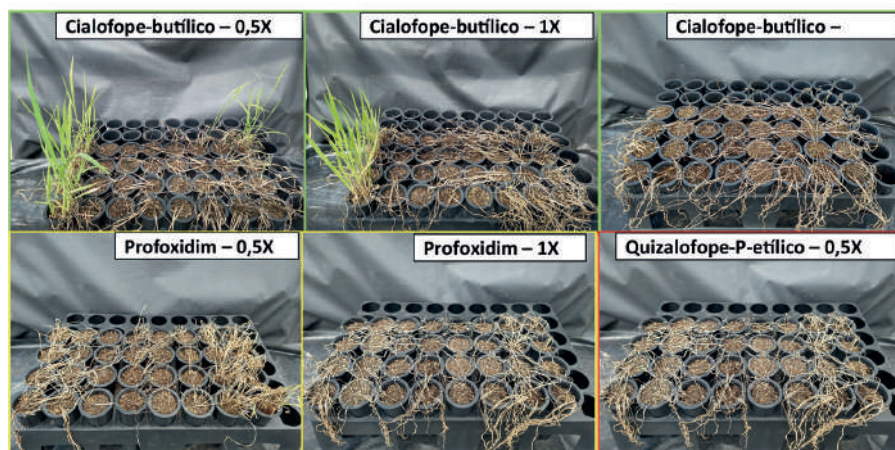 Cialofope-butílico – 0,5X
Cialofope-butílico – 1X
Cialofope-butílico –
Profoxidim – 0,5X
Profoxidim – 1X
Quizalofope-P-etílico – 0,5X